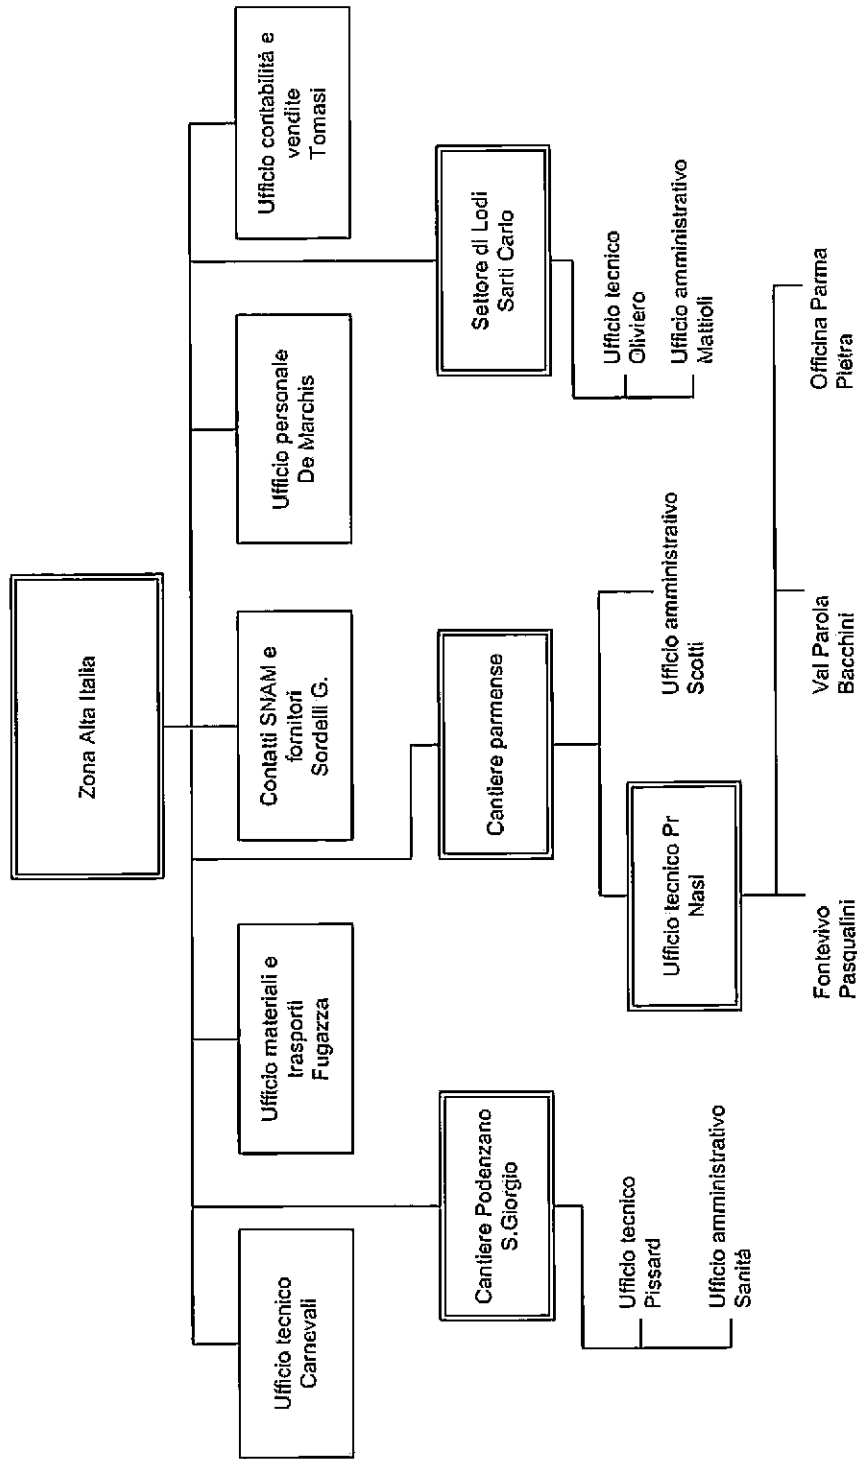 Zona Alta Italia
Ufficio tecnico
Carnevali
Ufficio materiali e
trasporti
Fugazza
Contatti SNAM e
fornitori
Sordelli G.
Ufficio personale
De Marchis
Ufficio contabilità e
vendite
Tomasi
Cantiere Podenzano
S.Giorgio
Cantiere parmense
Settore di Lodi
Sarti Carlo
Ufficio tecnico
Pissard
Ufficio amministrativo
Sanità
Ufficio tecnico Pr
Nasi
Ufficio amministrativo
Scotti
Ufficio tecnico
Oliviero
Ufficio amministrativo
Mattioli
Fontevivo
Pasqualini
Val Parola
Bacchini
Officina Parma
Pietra